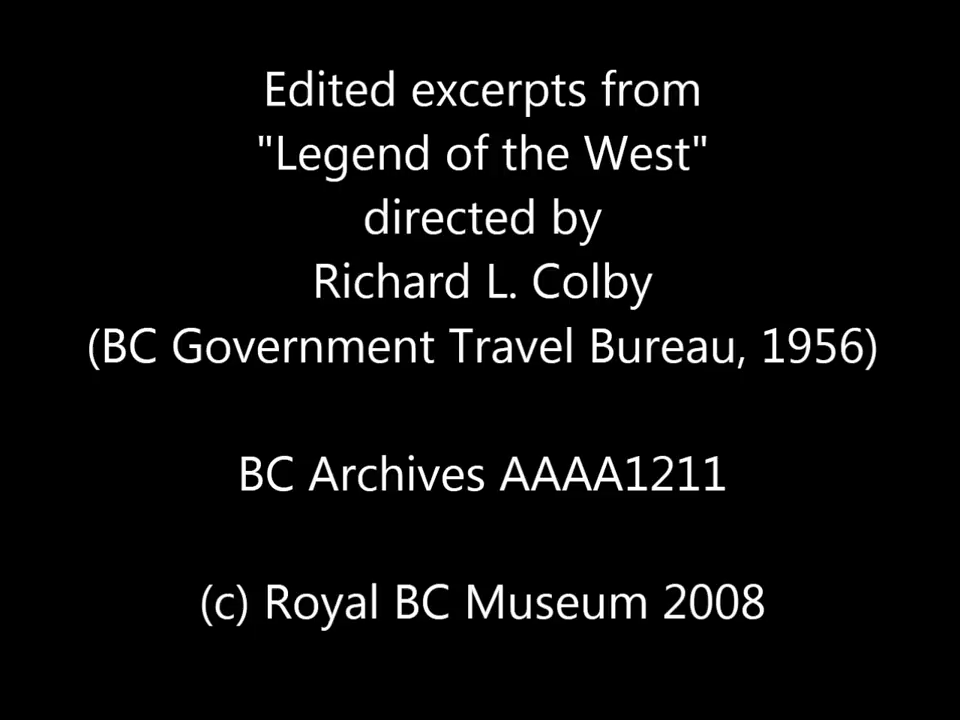 Edited excerpts from
"Legend of the West"
directed by
Richard L. Colby
(BC Government Travel Bureau, 1956)
BC Archives AAAA1211
(c) Royal BC Museum 2008